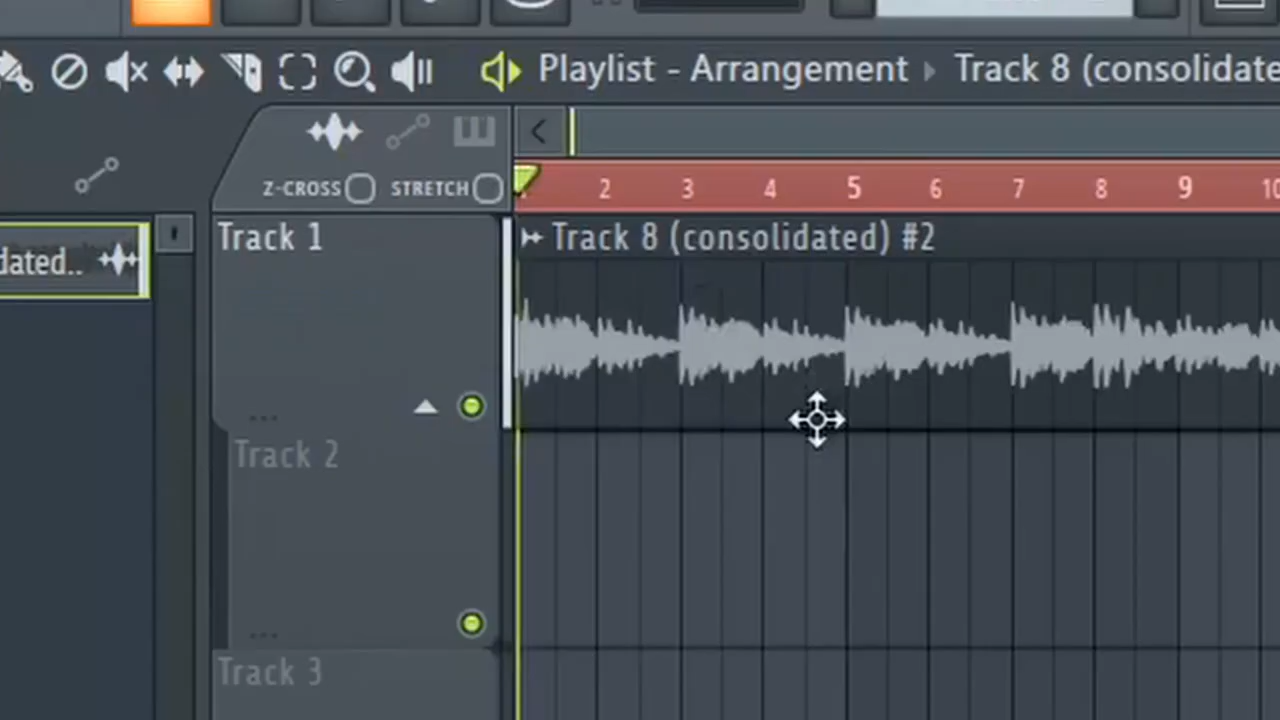 Playlist - Arrangement ▸ Track 8 (consolidate
Z-CROSS STRETCH
2 3 4 5 6 7 8 9 10
Track 1
Track 8 (consolidated) #2
dated..
Track 2
Track 3